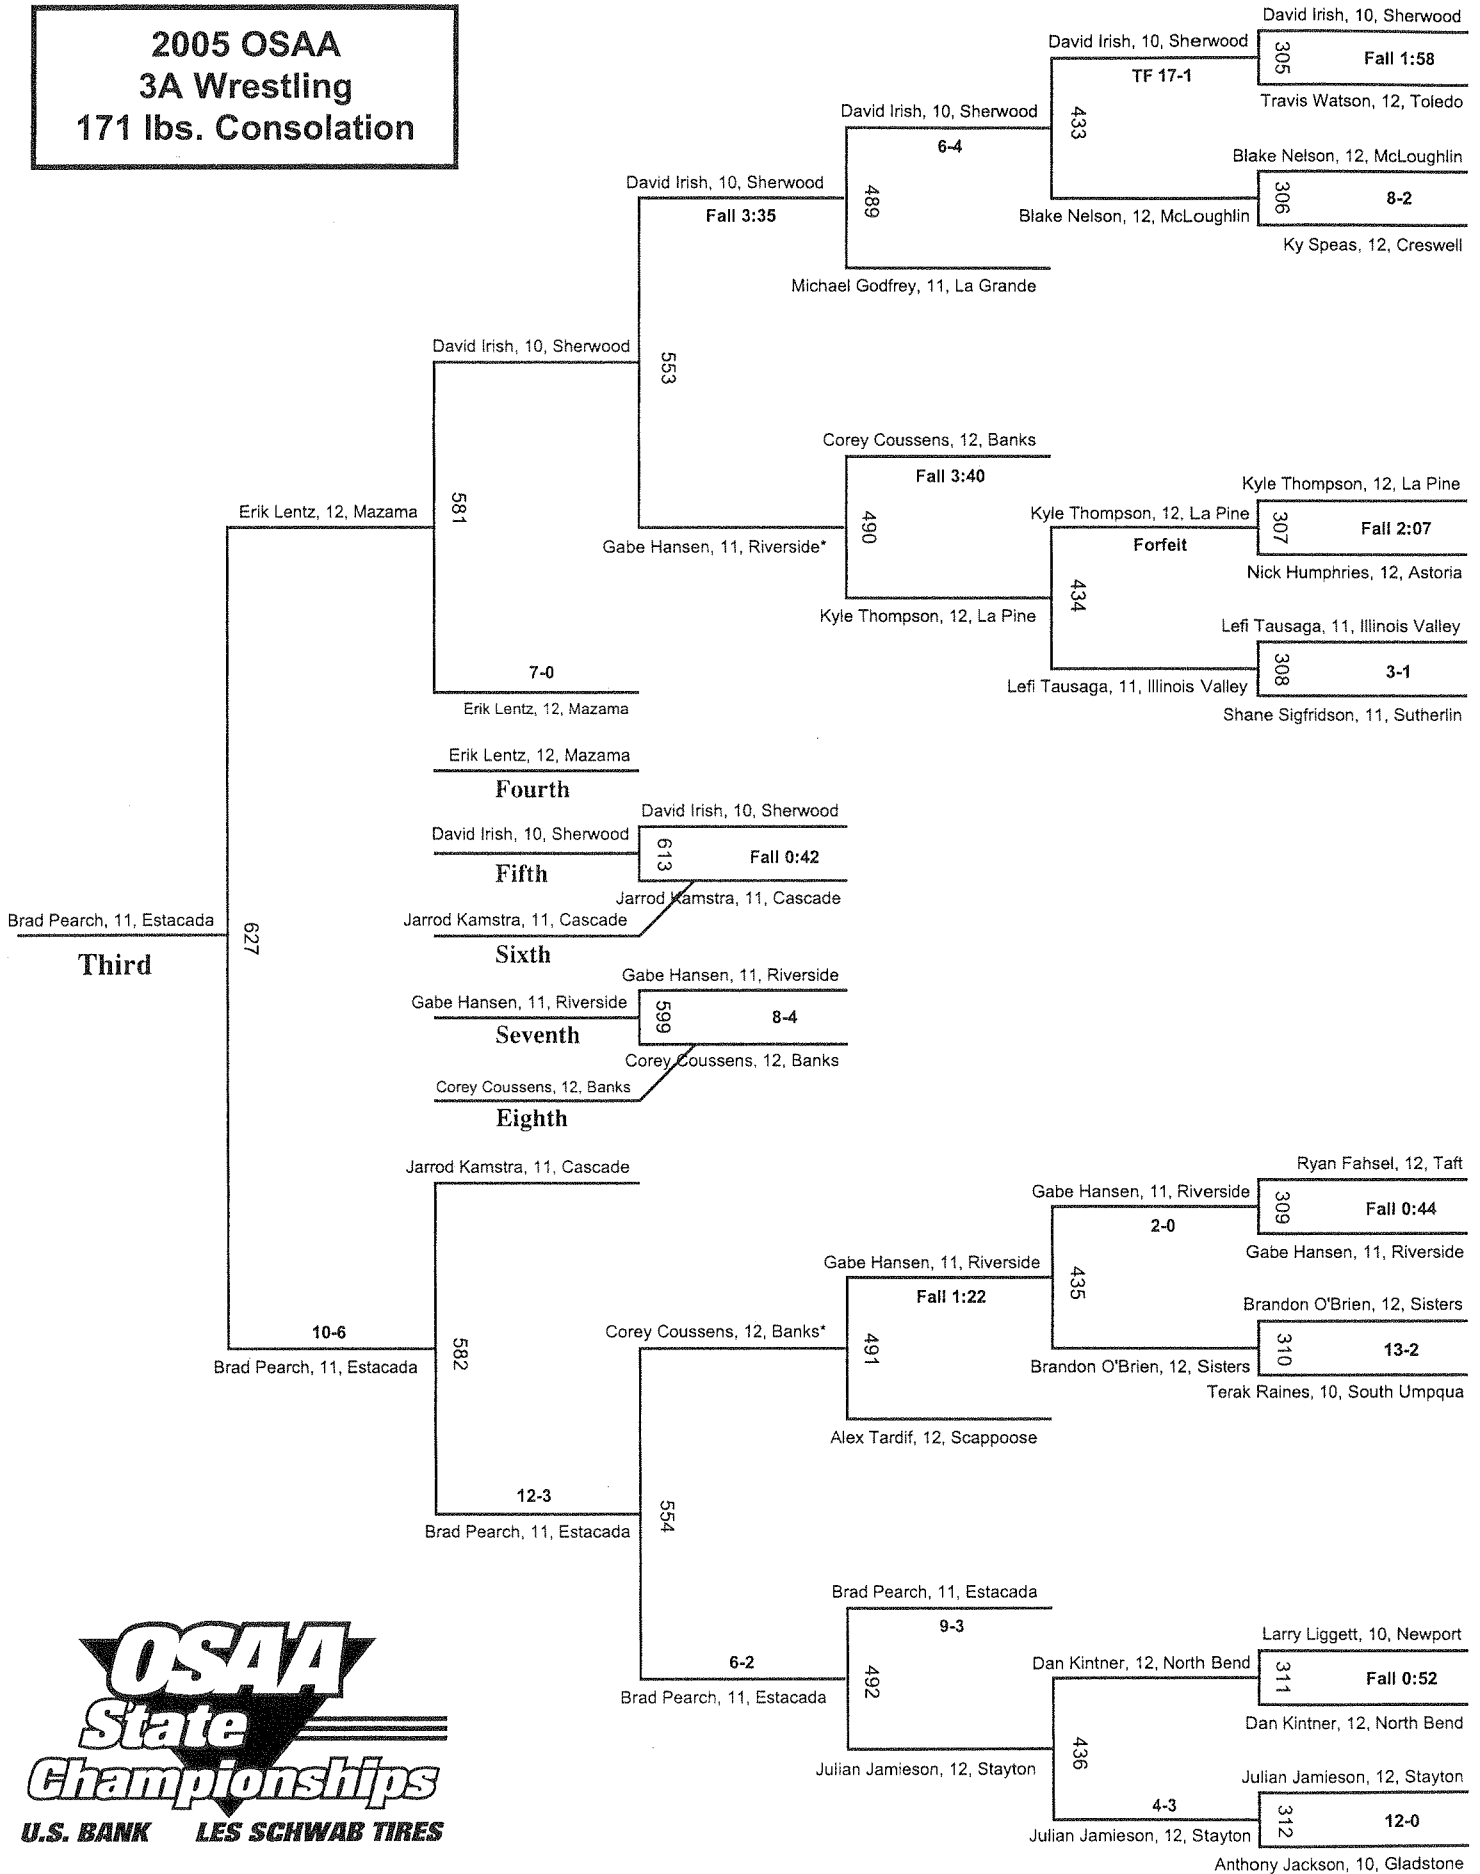 2005 OSAA
3A Wrestling
171 lbs. Consolation
David Irish, 10, Sherwood
305
Fall 1:58
Travis Watson, 12, Toledo
David Irish, 10, Sherwood
TF 17-1
433
Blake Nelson, 12, McLoughlin
306
8-2
Ky Speas, 12, Creswell
Blake Nelson, 12, McLoughlin
David Irish, 10, Sherwood
6-4
489
Michael Godfrey, 11, La Grande
David Irish, 10, Sherwood
Fall 3:35
553
David Irish, 10, Sherwood
Corey Coussens, 12, Banks
Fall 3:40
490
Gabe Hansen, 11, Riverside*
Kyle Thompson, 12, La Pine
Kyle Thompson, 12, La Pine
Forfeit
434
Kyle Thompson, 12, La Pine
307
Fall 2:07
Nick Humphries, 12, Astoria
Lefi Tausaga, 11, Illinois Valley
308
3-1
Shane Sigfridson, 11, Sutherlin
Lefi Tausaga, 11, Illinois Valley
Erik Lentz, 12, Mazama
581
7-0
Erik Lentz, 12, Mazama
Erik Lentz, 12, Mazama
Fourth
David Irish, 10, Sherwood
David Irish, 10, Sherwood
613
Fall 0:42
Fifth
Jarrod Kamstra, 11, Cascade
Jarrod Kamstra, 11, Cascade
Sixth
Brad Pearch, 11, Estacada
627
Third
Gabe Hansen, 11, Riverside
Gabe Hansen, 11, Riverside
599
8-4
Seventh
Corey Coussens, 12, Banks
Corey Coussens, 12, Banks
Eighth
Jarrod Kamstra, 11, Cascade
582
10-6
Brad Pearch, 11, Estacada
12-3
Brad Pearch, 11, Estacada
Ryan Fahsel, 12, Taft
309
Fall 0:44
Gabe Hansen, 11, Riverside
Gabe Hansen, 11, Riverside
2-0
435
Brandon O'Brien, 12, Sisters
310
13-2
Terak Raines, 10, South Umpqua
Brandon O'Brien, 12, Sisters
Gabe Hansen, 11, Riverside
Fall 1:22
491
Corey Coussens, 12, Banks*
Alex Tardif, 12, Scappoose
554
Brad Pearch, 11, Estacada
9-3
492
6-2
Brad Pearch, 11, Estacada
Julian Jamieson, 12, Stayton
Larry Liggett, 10, Newport
311
Fall 0:52
Dan Kintner, 12, North Bend
Dan Kintner, 12, North Bend
436
4-3
Julian Jamieson, 12, Stayton
Julian Jamieson, 12, Stayton
312
12-0
Anthony Jackson, 10, Gladstone
OSAA
State
Championships
U.S. BANK LES SCHWAB TIRES